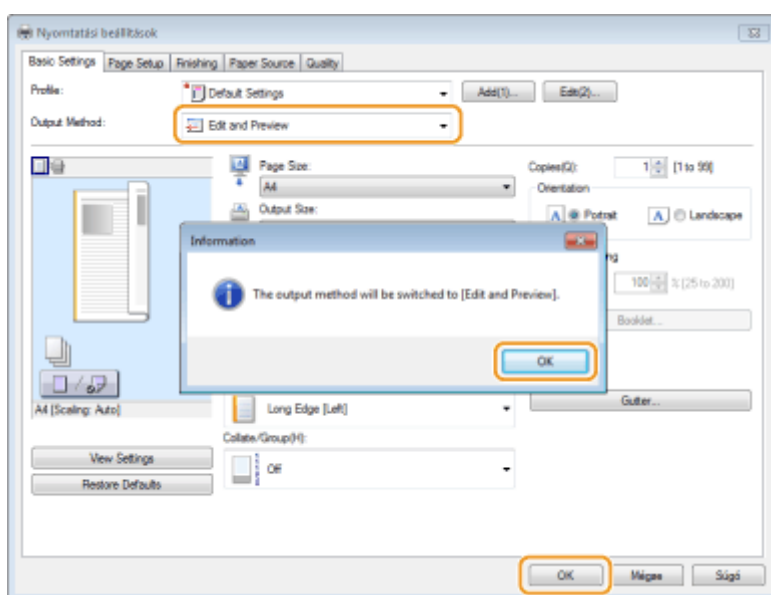 Nyomtatási beállítások
Basic Settings Page Setup Finishing Paper Source Quality
Profile: Default Settings Add(1)... Edit(2)...
Output Method: Edit and Preview
Page Size: Copies(Q): 1 [1 to 99]
A4 Orientation
Output Size: A Portrait A Landscape
Information
ng
100 % [25 to 200]
The output method will be switched to [Edit and Preview].
Booklet...
OK
A4 [Scaling: Auto] Long Edge [Left] Gutter...
Collate/Group(H):
View Settings Off
Restore Defaults
OK Mégse Súgó